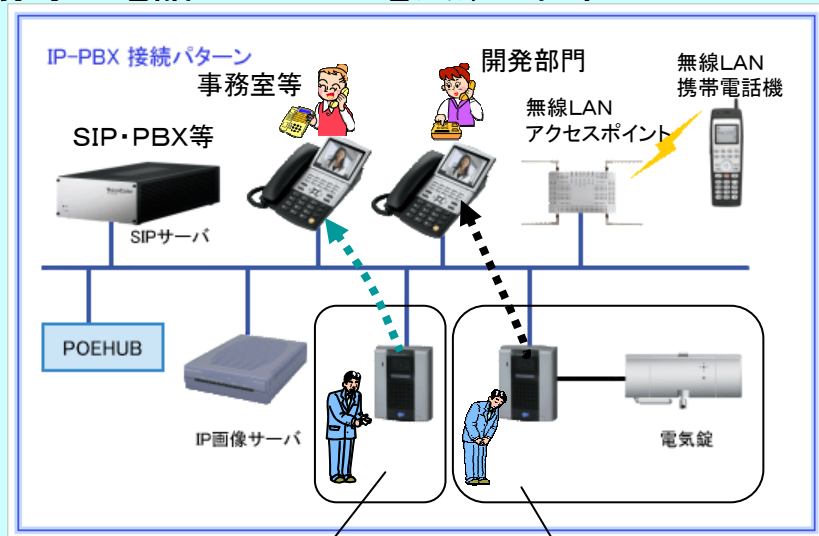 IP-PBX 接続パターン
事務室等
開発部門
無線LAN
携帯電話機
無線LAN
アクセスポイント
SIP・PBX等
SIPサーバ
POEHUB
IP画像サーバ
電気錠